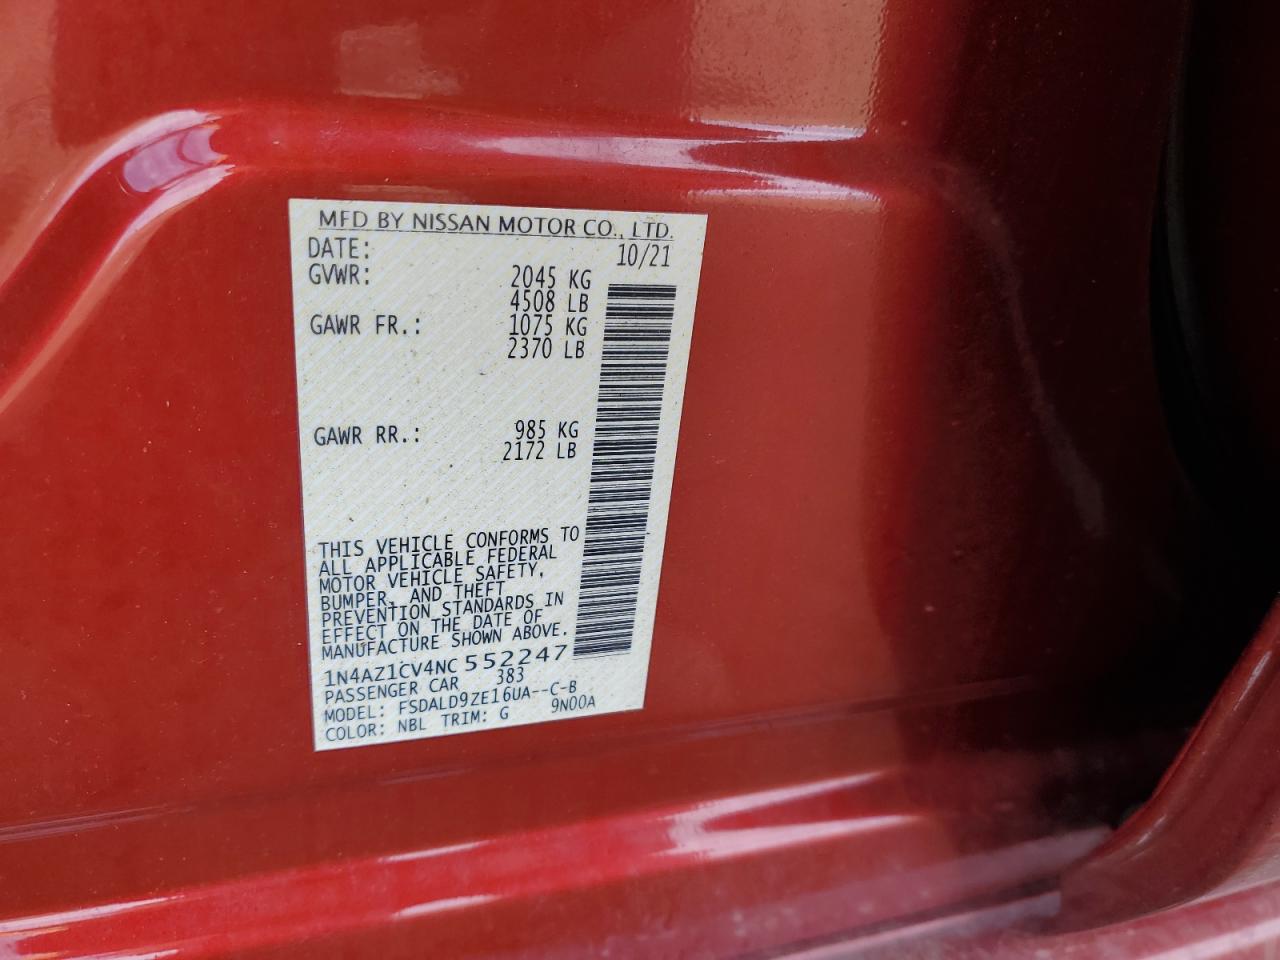 MFD BY NISSAN MOTOR CO., LTD.
DATE: 10/21
GVWR: 2045 KG
4508 LB
GAWR FR.: 1075 KG
2370 LB
GAWR RR.: 985 KG
2172 LB
THIS VEHICLE CONFORMS TO
ALL APPLICABLE FEDERAL
MOTOR VEHICLE SAFETY,
BUMPER, AND THEFT
PREVENTION STANDARDS IN
EFFECT ON THE DATE OF
MANUFACTURE SHOWN ABOVE.
1N4AZ1CV4NC 552247
PASSENGER CAR 383
MODEL: FSDALD9ZE16UA--C-B
COLOR: NBL TRIM: G 9N00A